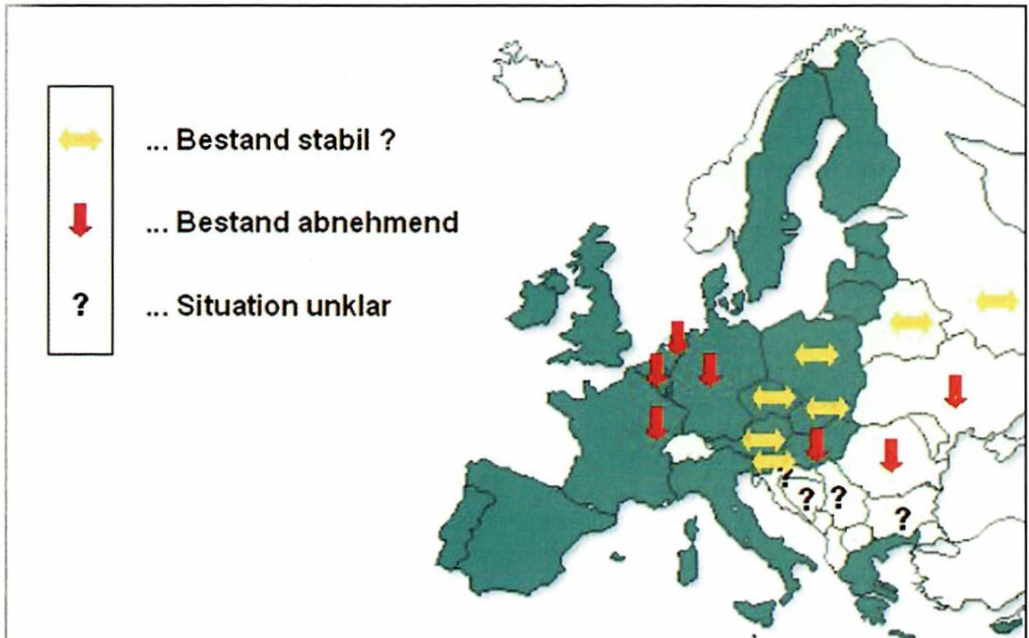 ... Bestand stabil ?
... Bestand abnehmend
? ... Situation unklar
?
?
?
?